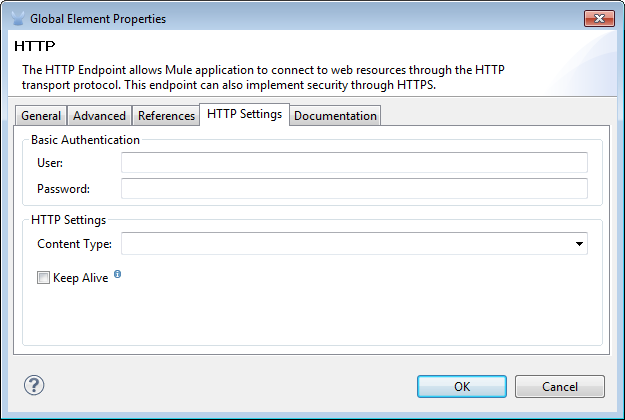 Global Element Properties
HTTP
The HTTP Endpoint allows Mule application to connect to web resources through the HTTP
transport protocol. This endpoint can also implement security through HTTPS.
General Advanced References HTTP Settings Documentation
Basic Authentication
User:
Password:
HTTP Settings
Content Type:
Keep Alive
OK Cancel